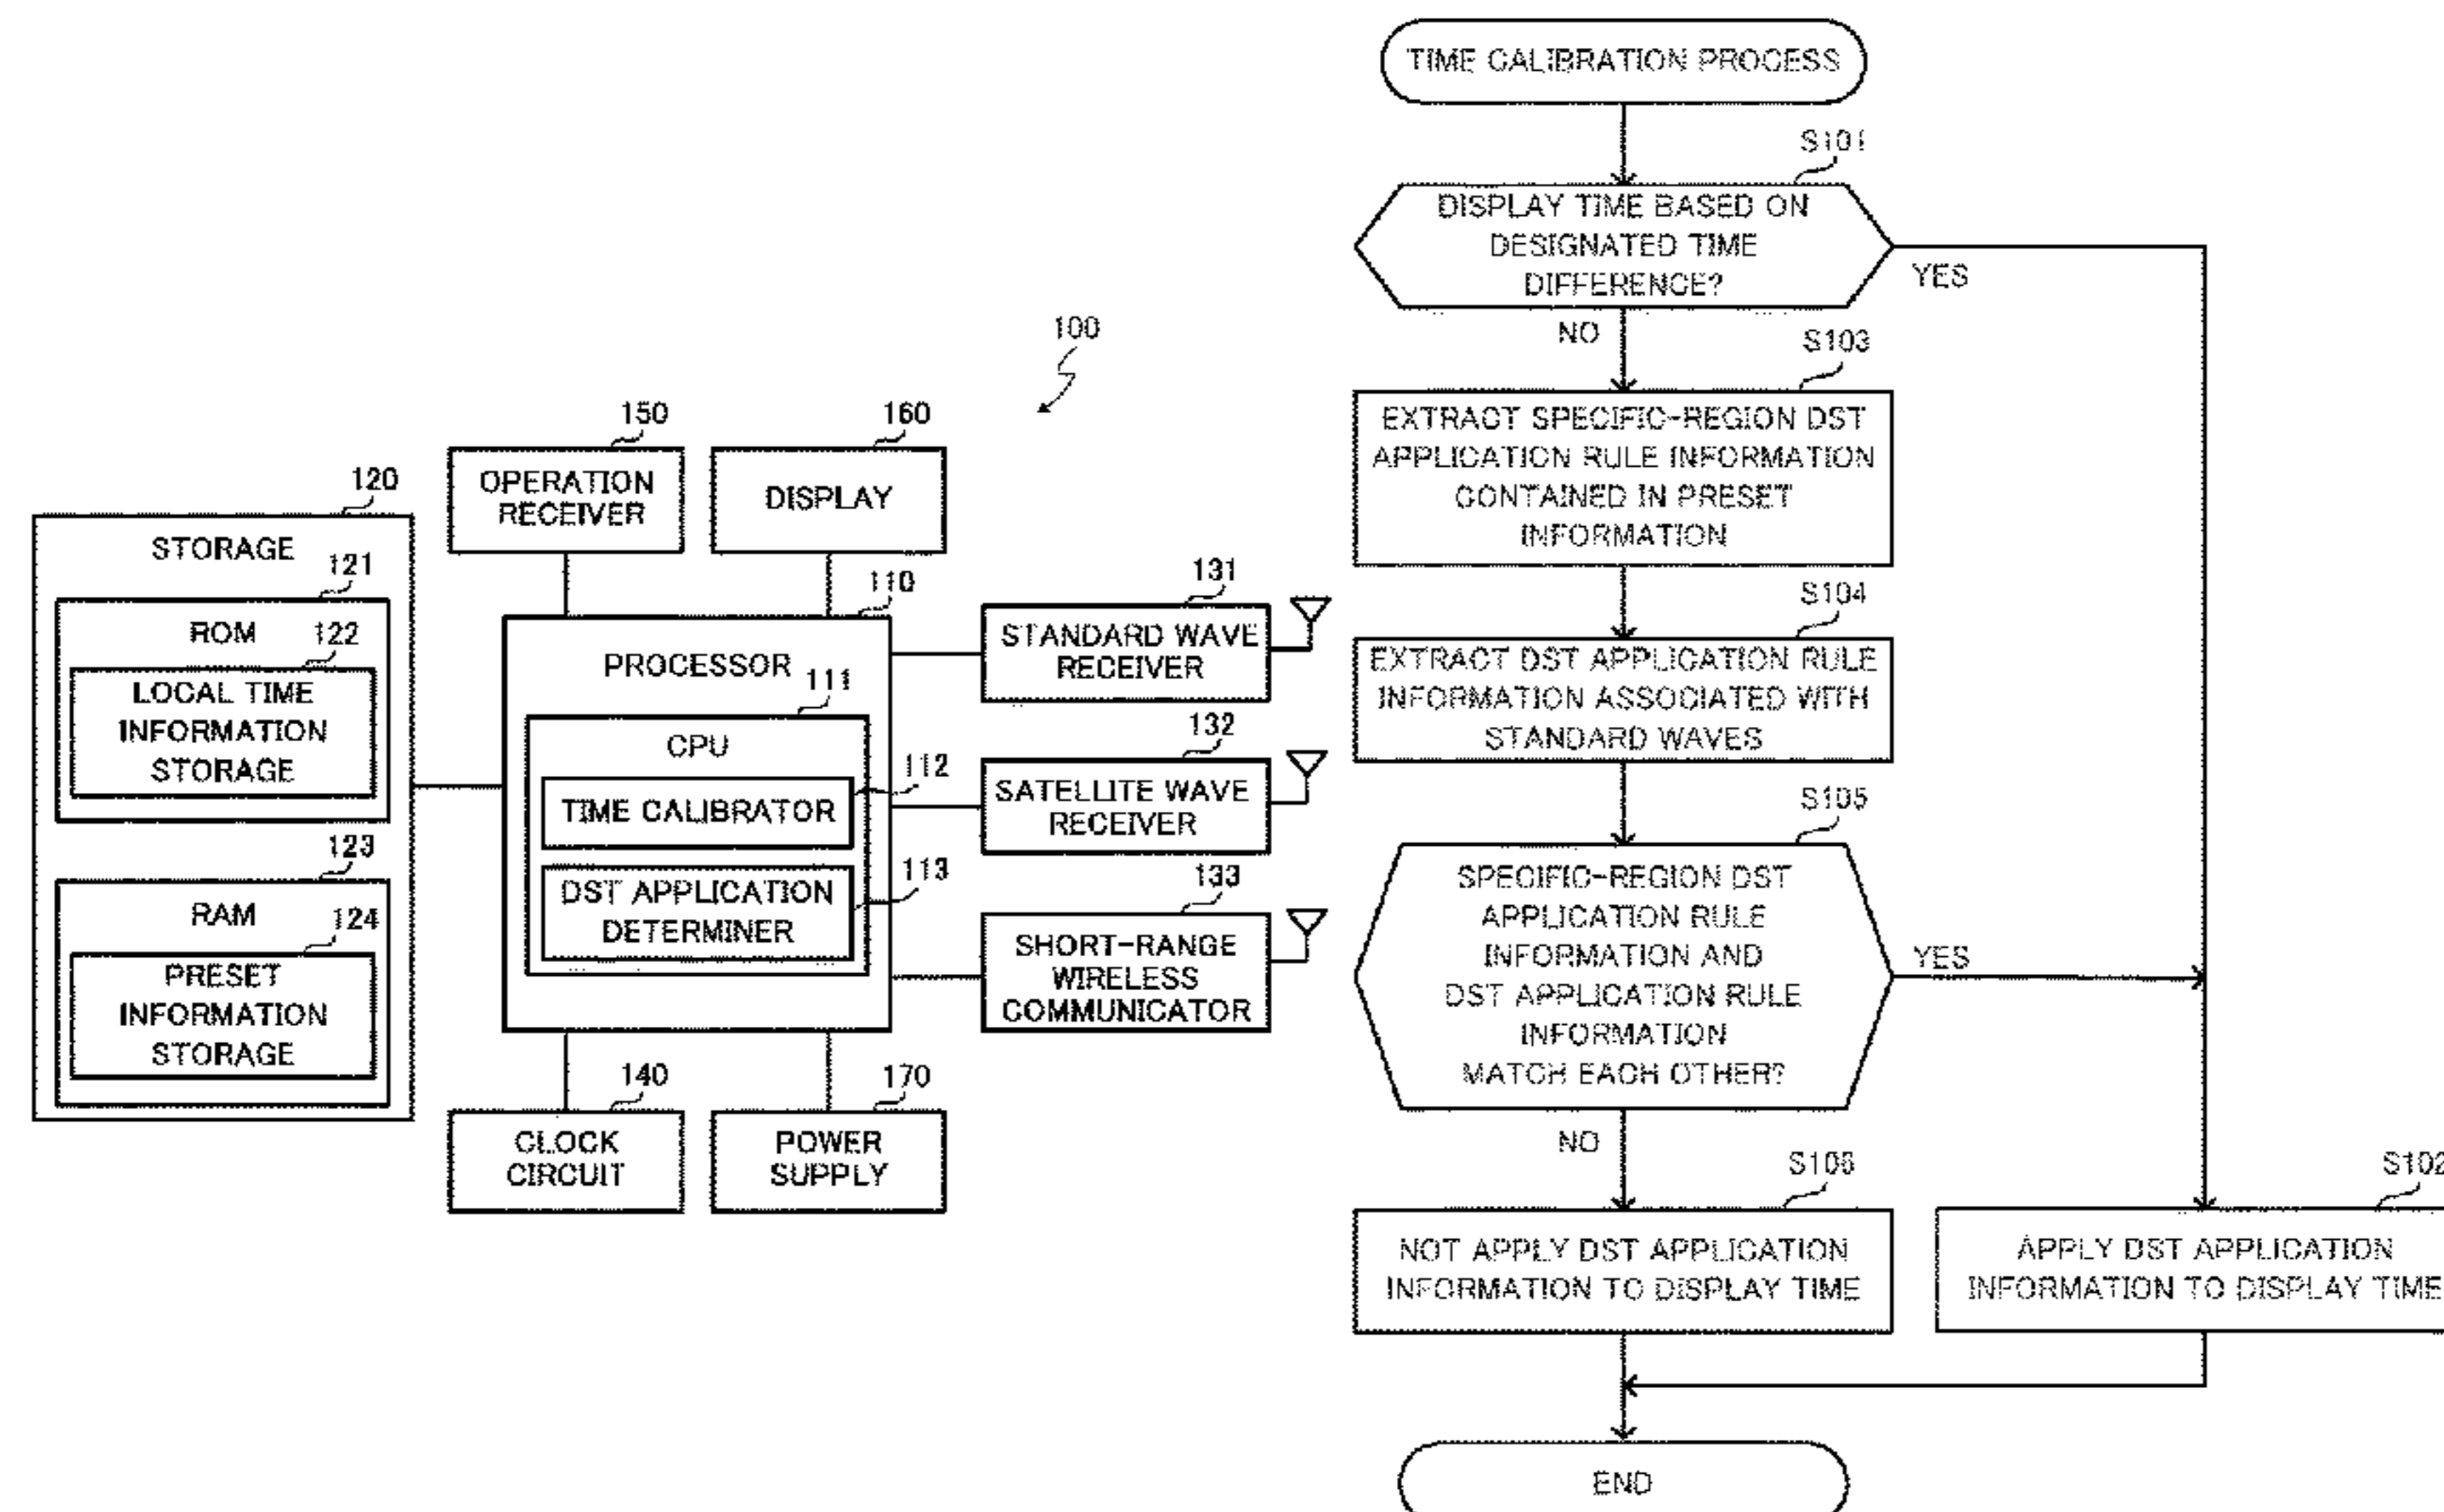 100
150
OPERATION
RECEIVER
160
DISPLAY
120
STORAGE
121
ROM
122
LOCAL TIME
INFORMATION
STORAGE
123
RAM
124
PRESET
INFORMATION
STORAGE
110
PROCESSOR
111
CPU
112
TIME CALIBRATOR
113
DST APPLICATION
DETERMINER
131
STANDARD WAVE
RECEIVER
132
SATELLITE WAVE
RECEIVER
133
SHORT-RANGE
WIRELESS
COMMUNICATOR
140
CLOCK
CIRCUIT
170
POWER
SUPPLY
TIME CALIBRATION PROCESS
S101
DISPLAY TIME BASED ON
DESIGNATED TIME
DIFFERENCE?
YES
NO
S103
EXTRACT SPECIFIC-REGION DST
APPLICATION RULE INFORMATION
CONTAINED IN PRESET
INFORMATION
S104
EXTRACT DST APPLICATION RULE
INFORMATION ASSOCIATED WITH
STANDARD WAVES
S105
SPECIFIC-REGION DST
APPLICATION RULE
INFORMATION AND
DST APPLICATION RULE
INFORMATION
MATCH EACH OTHER?
YES
NO
S106
NOT APPLY DST APPLICATION
INFORMATION TO DISPLAY TIME
S102
APPLY DST APPLICATION
INFORMATION TO DISPLAY TIME
END